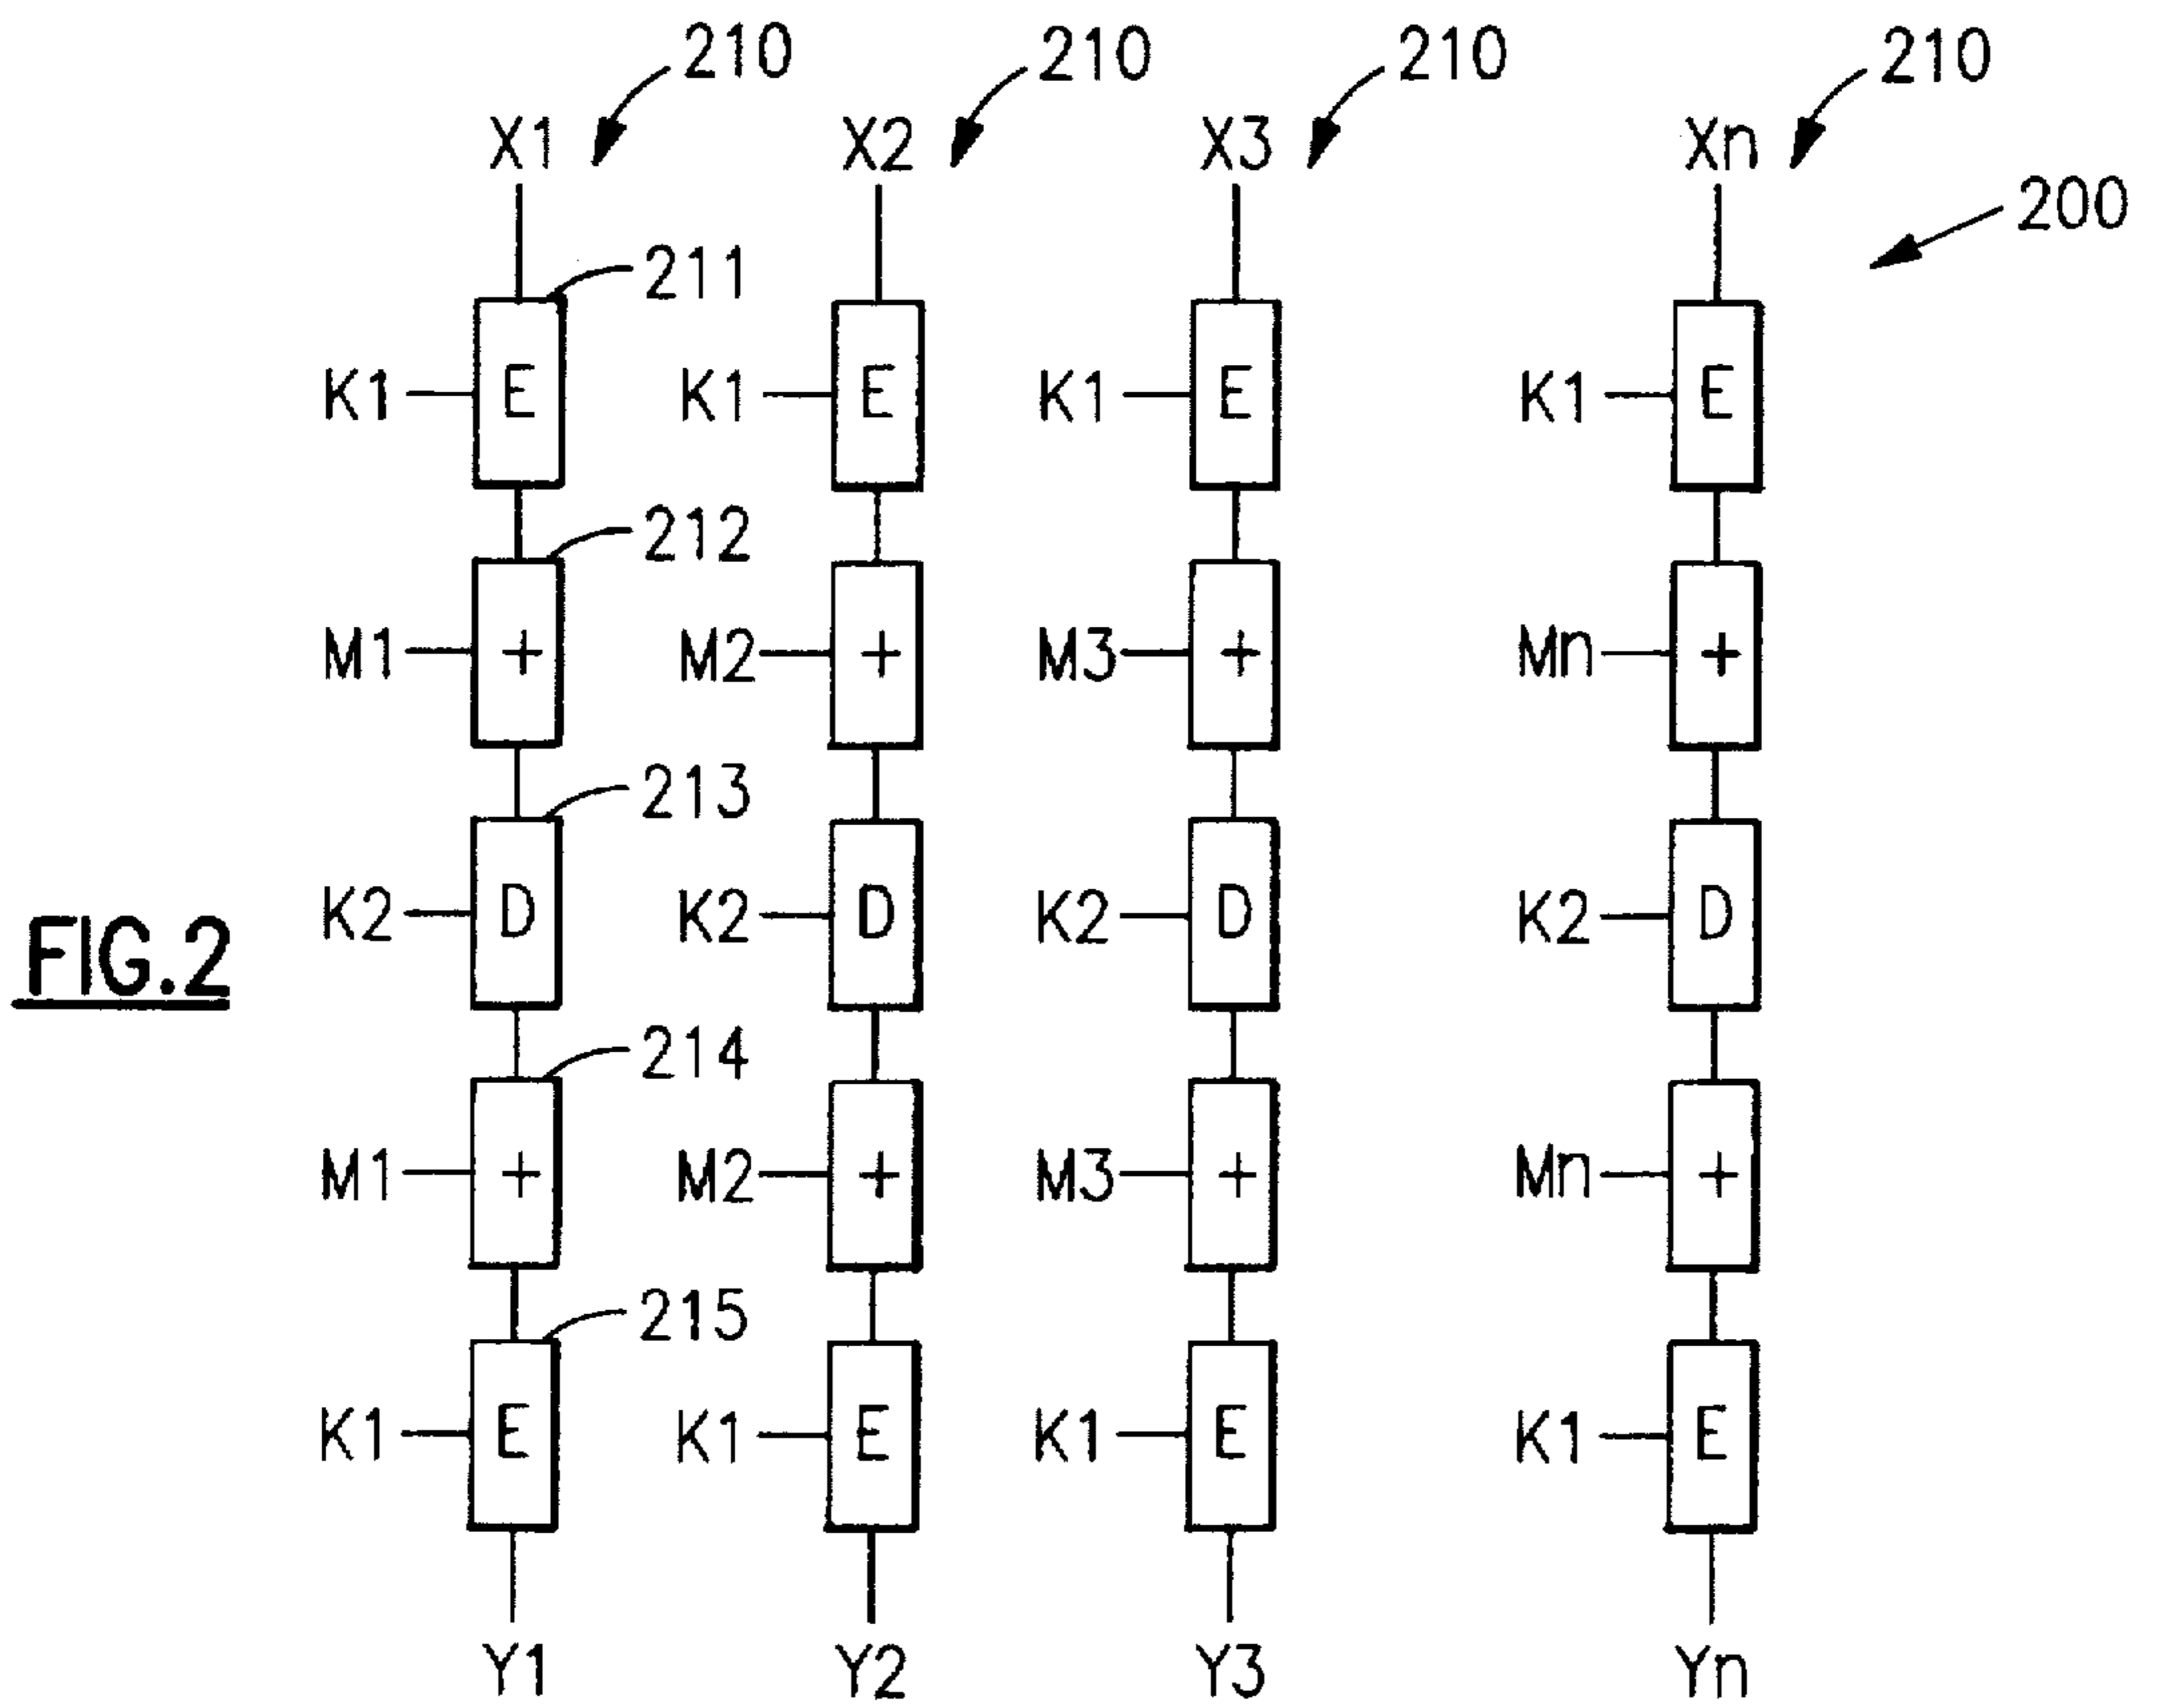 210 210 210 210
X1 X2 X3 Xn
200
211
K1 E K1 E K1 E K1 E
212
M1 + M2 + M3 + Mn +
213
K2 D K2 D K2 D K2 D
FIG.2
214
M1 + M2 + M3 + Mn +
215
K1 E K1 E K1 E K1 E
Y1 Y2 Y3 Yn